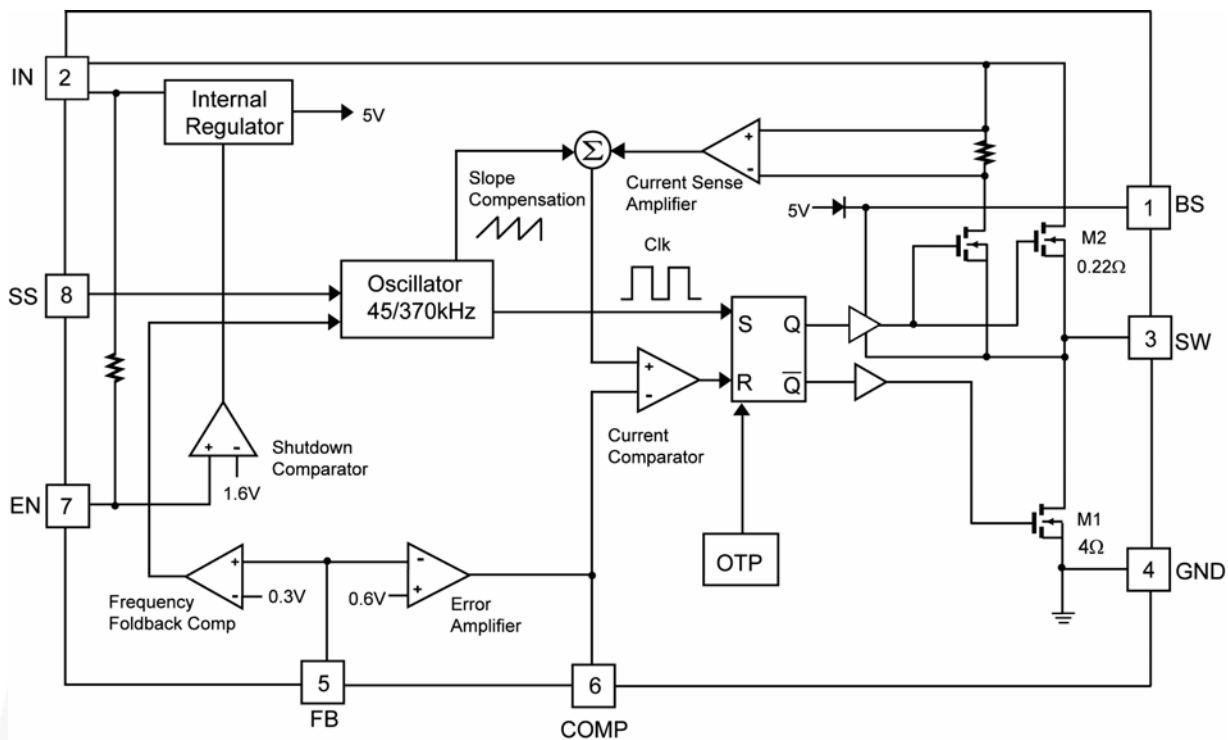 IN
2
Internal
Regulator
5V
Σ
+
-
Current Sense
Amplifier
Slope
Compensation
5V
1
BS
Clk
M2
0.22Ω
SS
8
Oscillator
45/370kHz
S
Q
R
Q̅
3
SW
+
-
Current
Comparator
+
-
Shutdown
Comparator
1.6V
EN
7
OTP
M1
4Ω
4
GND
+
-
0.3V
Frequency
Foldback Comp
-
+
0.6V
Error
Amplifier
5
FB
6
COMP